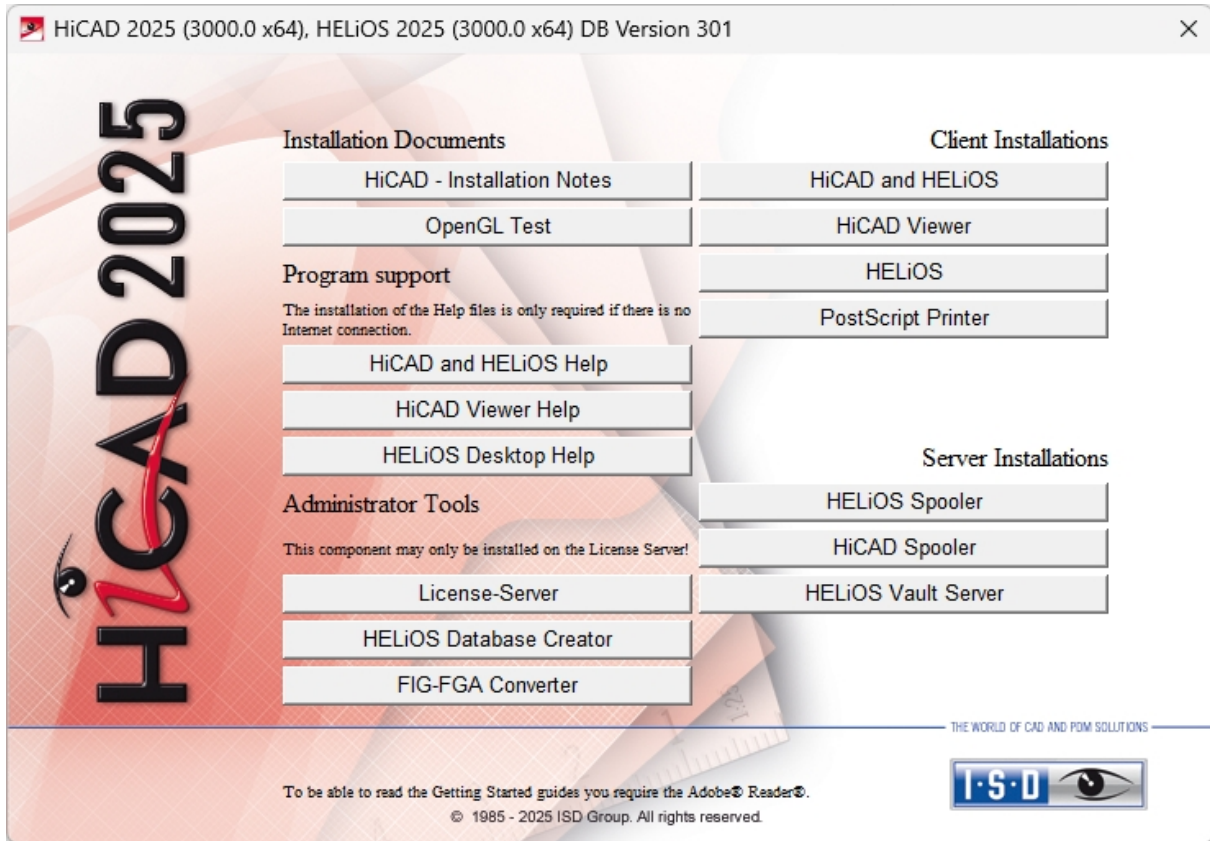 HiCAD 2025 (3000.0 x64), HELiOS 2025 (3000.0 x64) DB Version 301
HiCAD 2025
Installation Documents
HiCAD - Installation Notes
OpenGL Test
Program support
The installation of the Help files is only required if there is no
Internet connection.
HiCAD and HELiOS Help
HiCAD Viewer Help
HELiOS Desktop Help
Administrator Tools
This component may only be installed on the License Server!
License-Server
HELiOS Database Creator
FIG-FGA Converter
Client Installations
HiCAD and HELiOS
HiCAD Viewer
HELiOS
PostScript Printer
Server Installations
HELiOS Spooler
HiCAD Spooler
HELiOS Vault Server
THE WORLD OF CAD AND PDM SOLUTIONS
I·S·D
To be able to read the Getting Started guides you require the Adobe® Reader®.
© 1985 - 2025 ISD Group. All rights reserved.